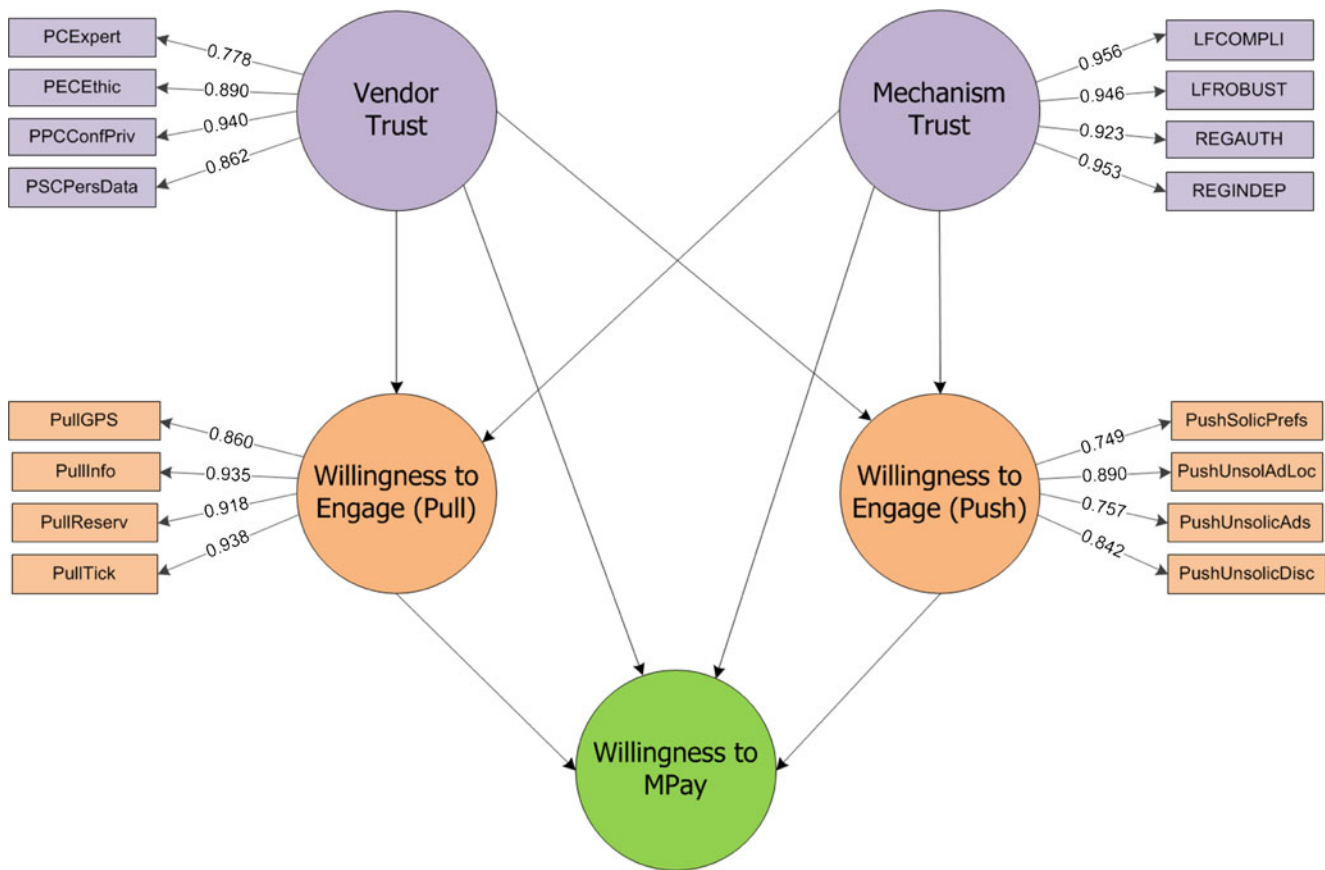 PCExpert
PECEthic
PPCConfPriv
PSCPersData
0.778
0.890
0.940
0.862
Vendor
Trust
Mechanism
Trust
0.956
0.946
0.923
0.953
LFCOMPLI
LFROBUST
REGAUTH
REGINDEP
PullGPS
PullInfo
PullReserv
PullTick
0.860
0.935
0.918
0.938
Willingness to
Engage (Pull)
Willingness to
Engage (Push)
0.749
0.890
0.757
0.842
PushSolicPrefs
PushUnsolAdLoc
PushUnsolicAds
PushUnsolicDisc
Willingness to
MPay